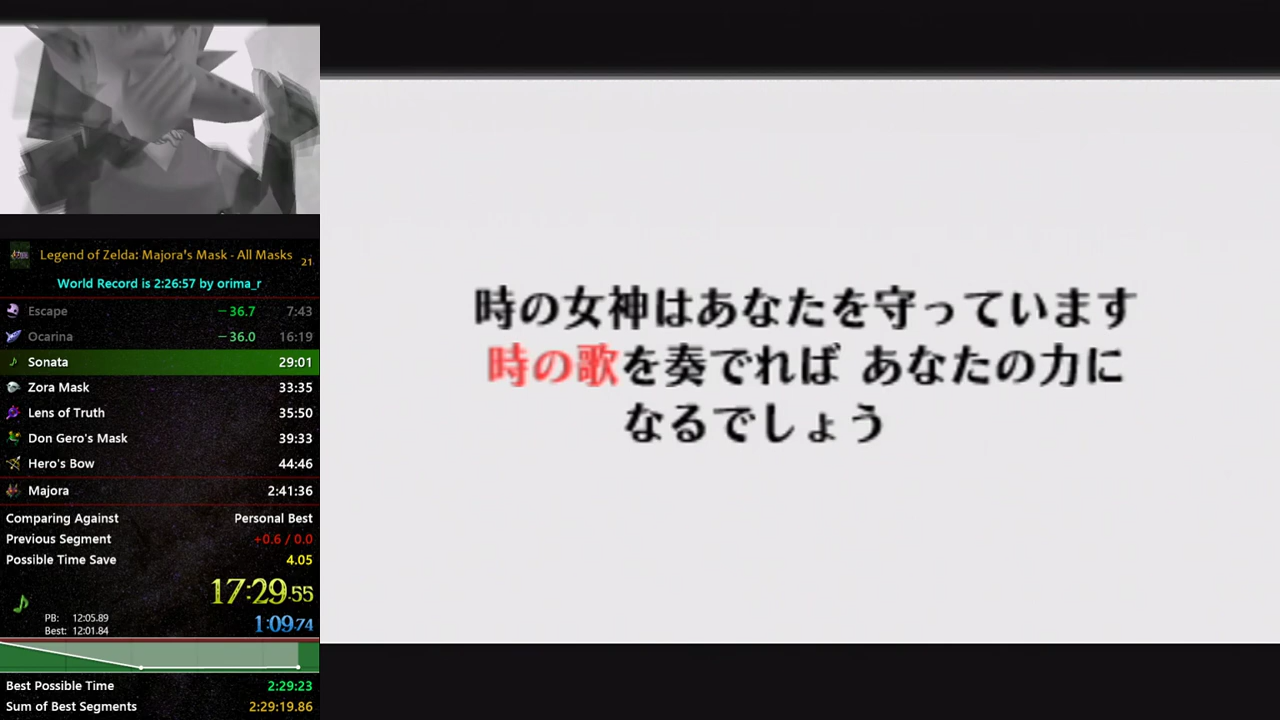 Legend of Zelda: Majora's Mask - All Masks
21
World Record is 2:26:57 by orima_r
Escape −36.7 7:43
Ocarina −36.0 16:19
Sonata 29:01
Zora Mask 33:35
Lens of Truth 35:50
Don Gero's Mask 39:33
Hero's Bow 44:46
Majora 2:41:36
Comparing Against Personal Best
Previous Segment +0.6 / 0.0
Possible Time Save 4.05
17:29.55
PB: 12:05.89
Best: 12:01.84
1:09.74
Best Possible Time 2:29:23
Sum of Best Segments 2:29:19.86
時の女神はあなたを守っています
時の歌を奏でれば あなたの力に
なるでしょう